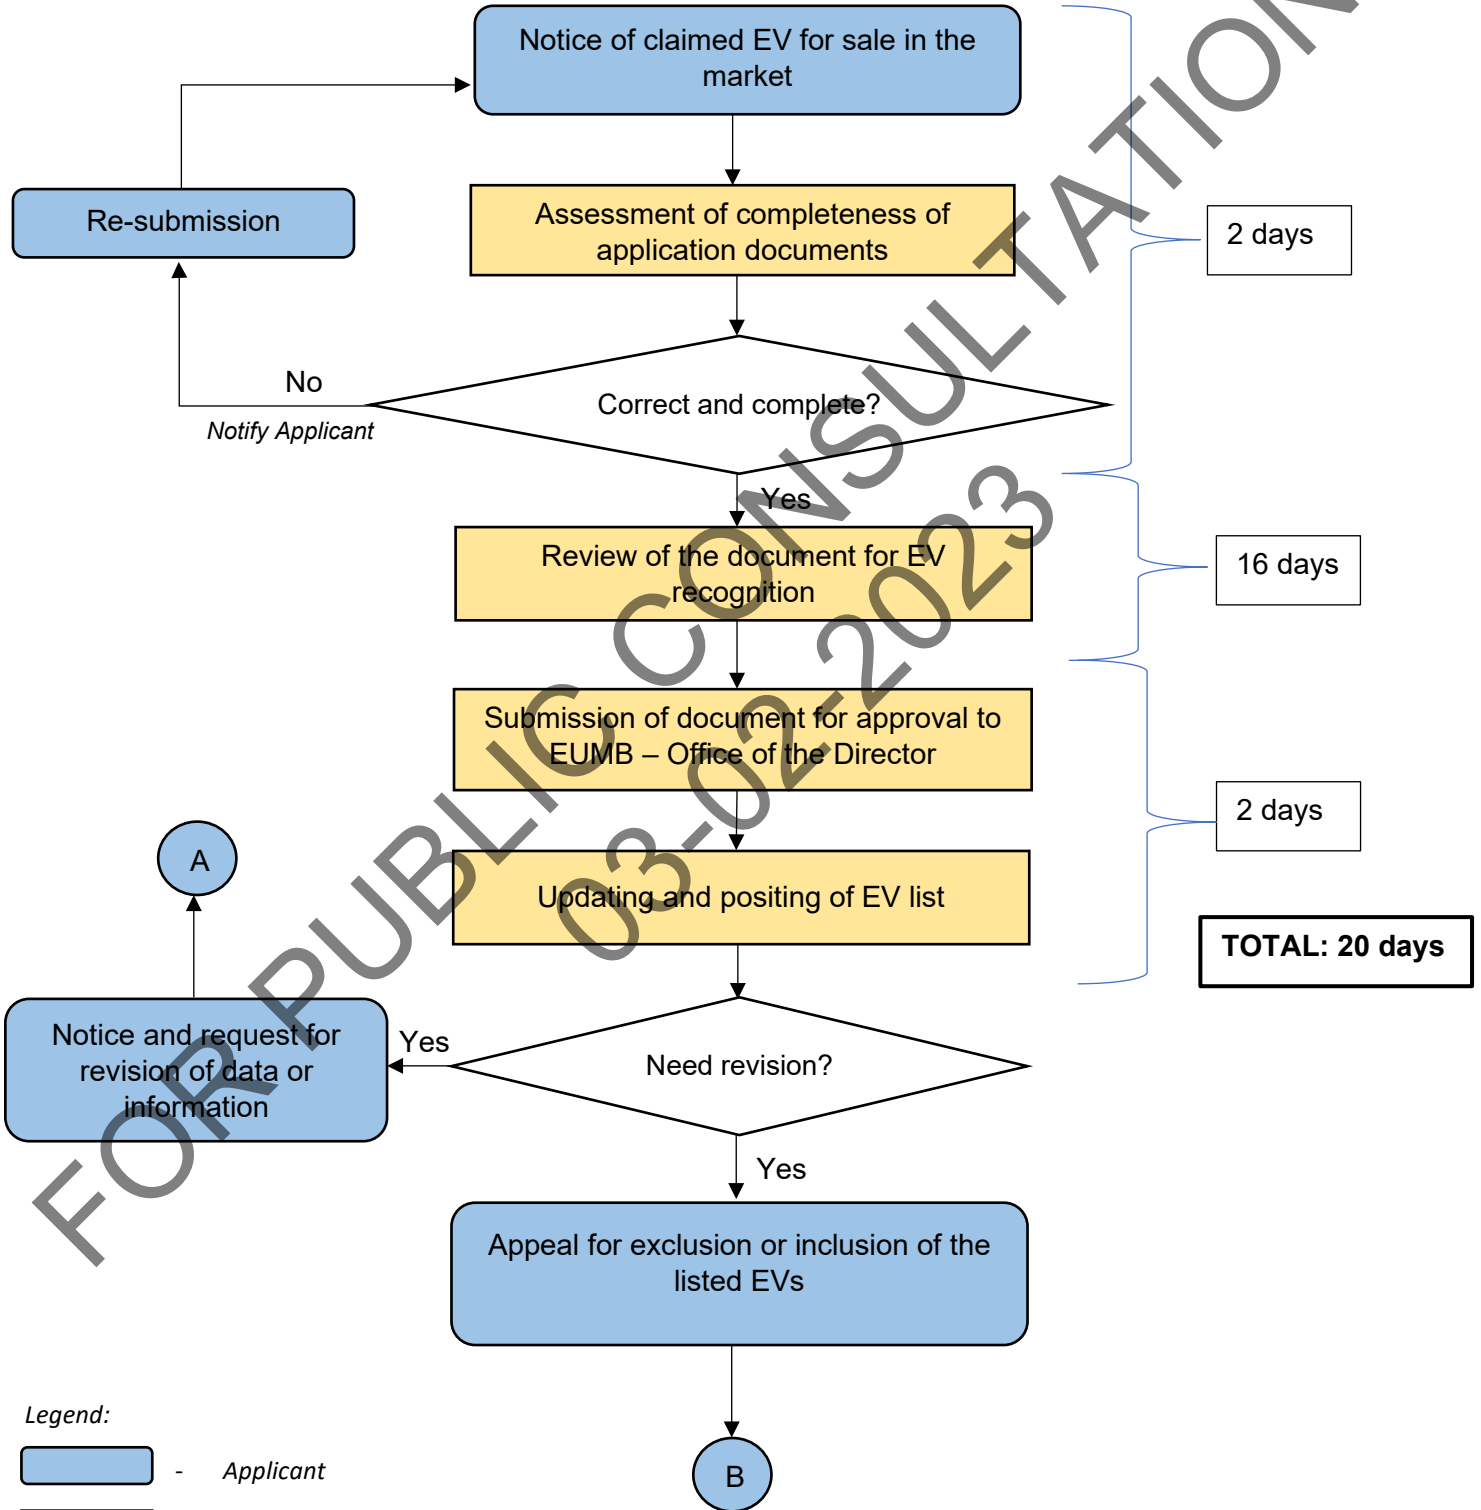 Notice of claimed EV for sale in the
market
Re-submission
Assessment of completeness of
application documents
2 days
No
Notify Applicant
Correct and complete?
Yes
Review of the document for EV
recognition
16 days
Submission of document for approval to
EUMB – Office of the Director
2 days
A
Updating and positing of EV list
TOTAL: 20 days
Notice and request for
revision of data or
information
Yes
Need revision?
Yes
Appeal for exclusion or inclusion of the
listed EVs
Legend:
- Applicant
B
FOR PUBLIC CONSULTATION
03-02-2023